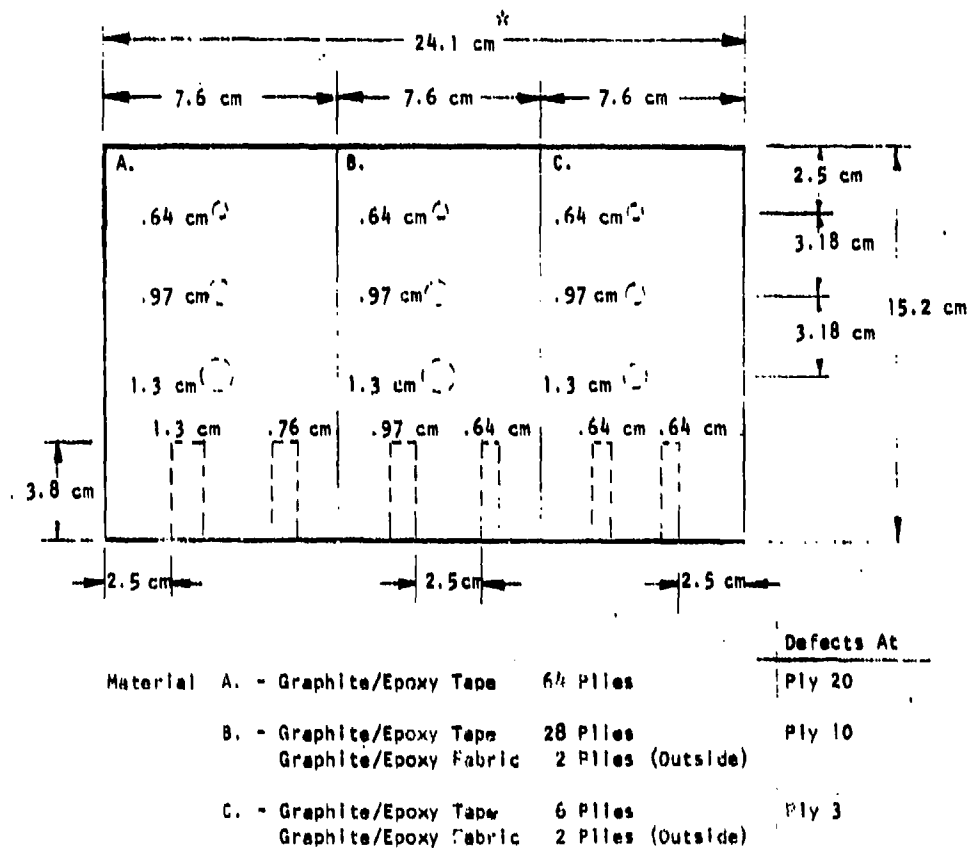 ☆
24.1 cm
7.6 cm 7.6 cm 7.6 cm
A. B. C.
2.5 cm
.64 cm .64 cm .64 cm
3.18 cm
.97 cm .97 cm .97 cm
15.2 cm
3.18 cm
1.3 cm 1.3 cm 1.3 cm
1.3 cm .76 cm .97 cm .64 cm .64 cm .64 cm
3.8 cm
2.5 cm 2.5 cm 2.5 cm
Defects At
Material A. - Graphite/Epoxy Tape 64 Plies Ply 20
B. - Graphite/Epoxy Tape 28 Plies Ply 10
Graphite/Epoxy Fabric 2 Plies (Outside)
C. - Graphite/Epoxy Tape 6 Plies Ply 3
Graphite/Epoxy Fabric 2 Plies (Outside)